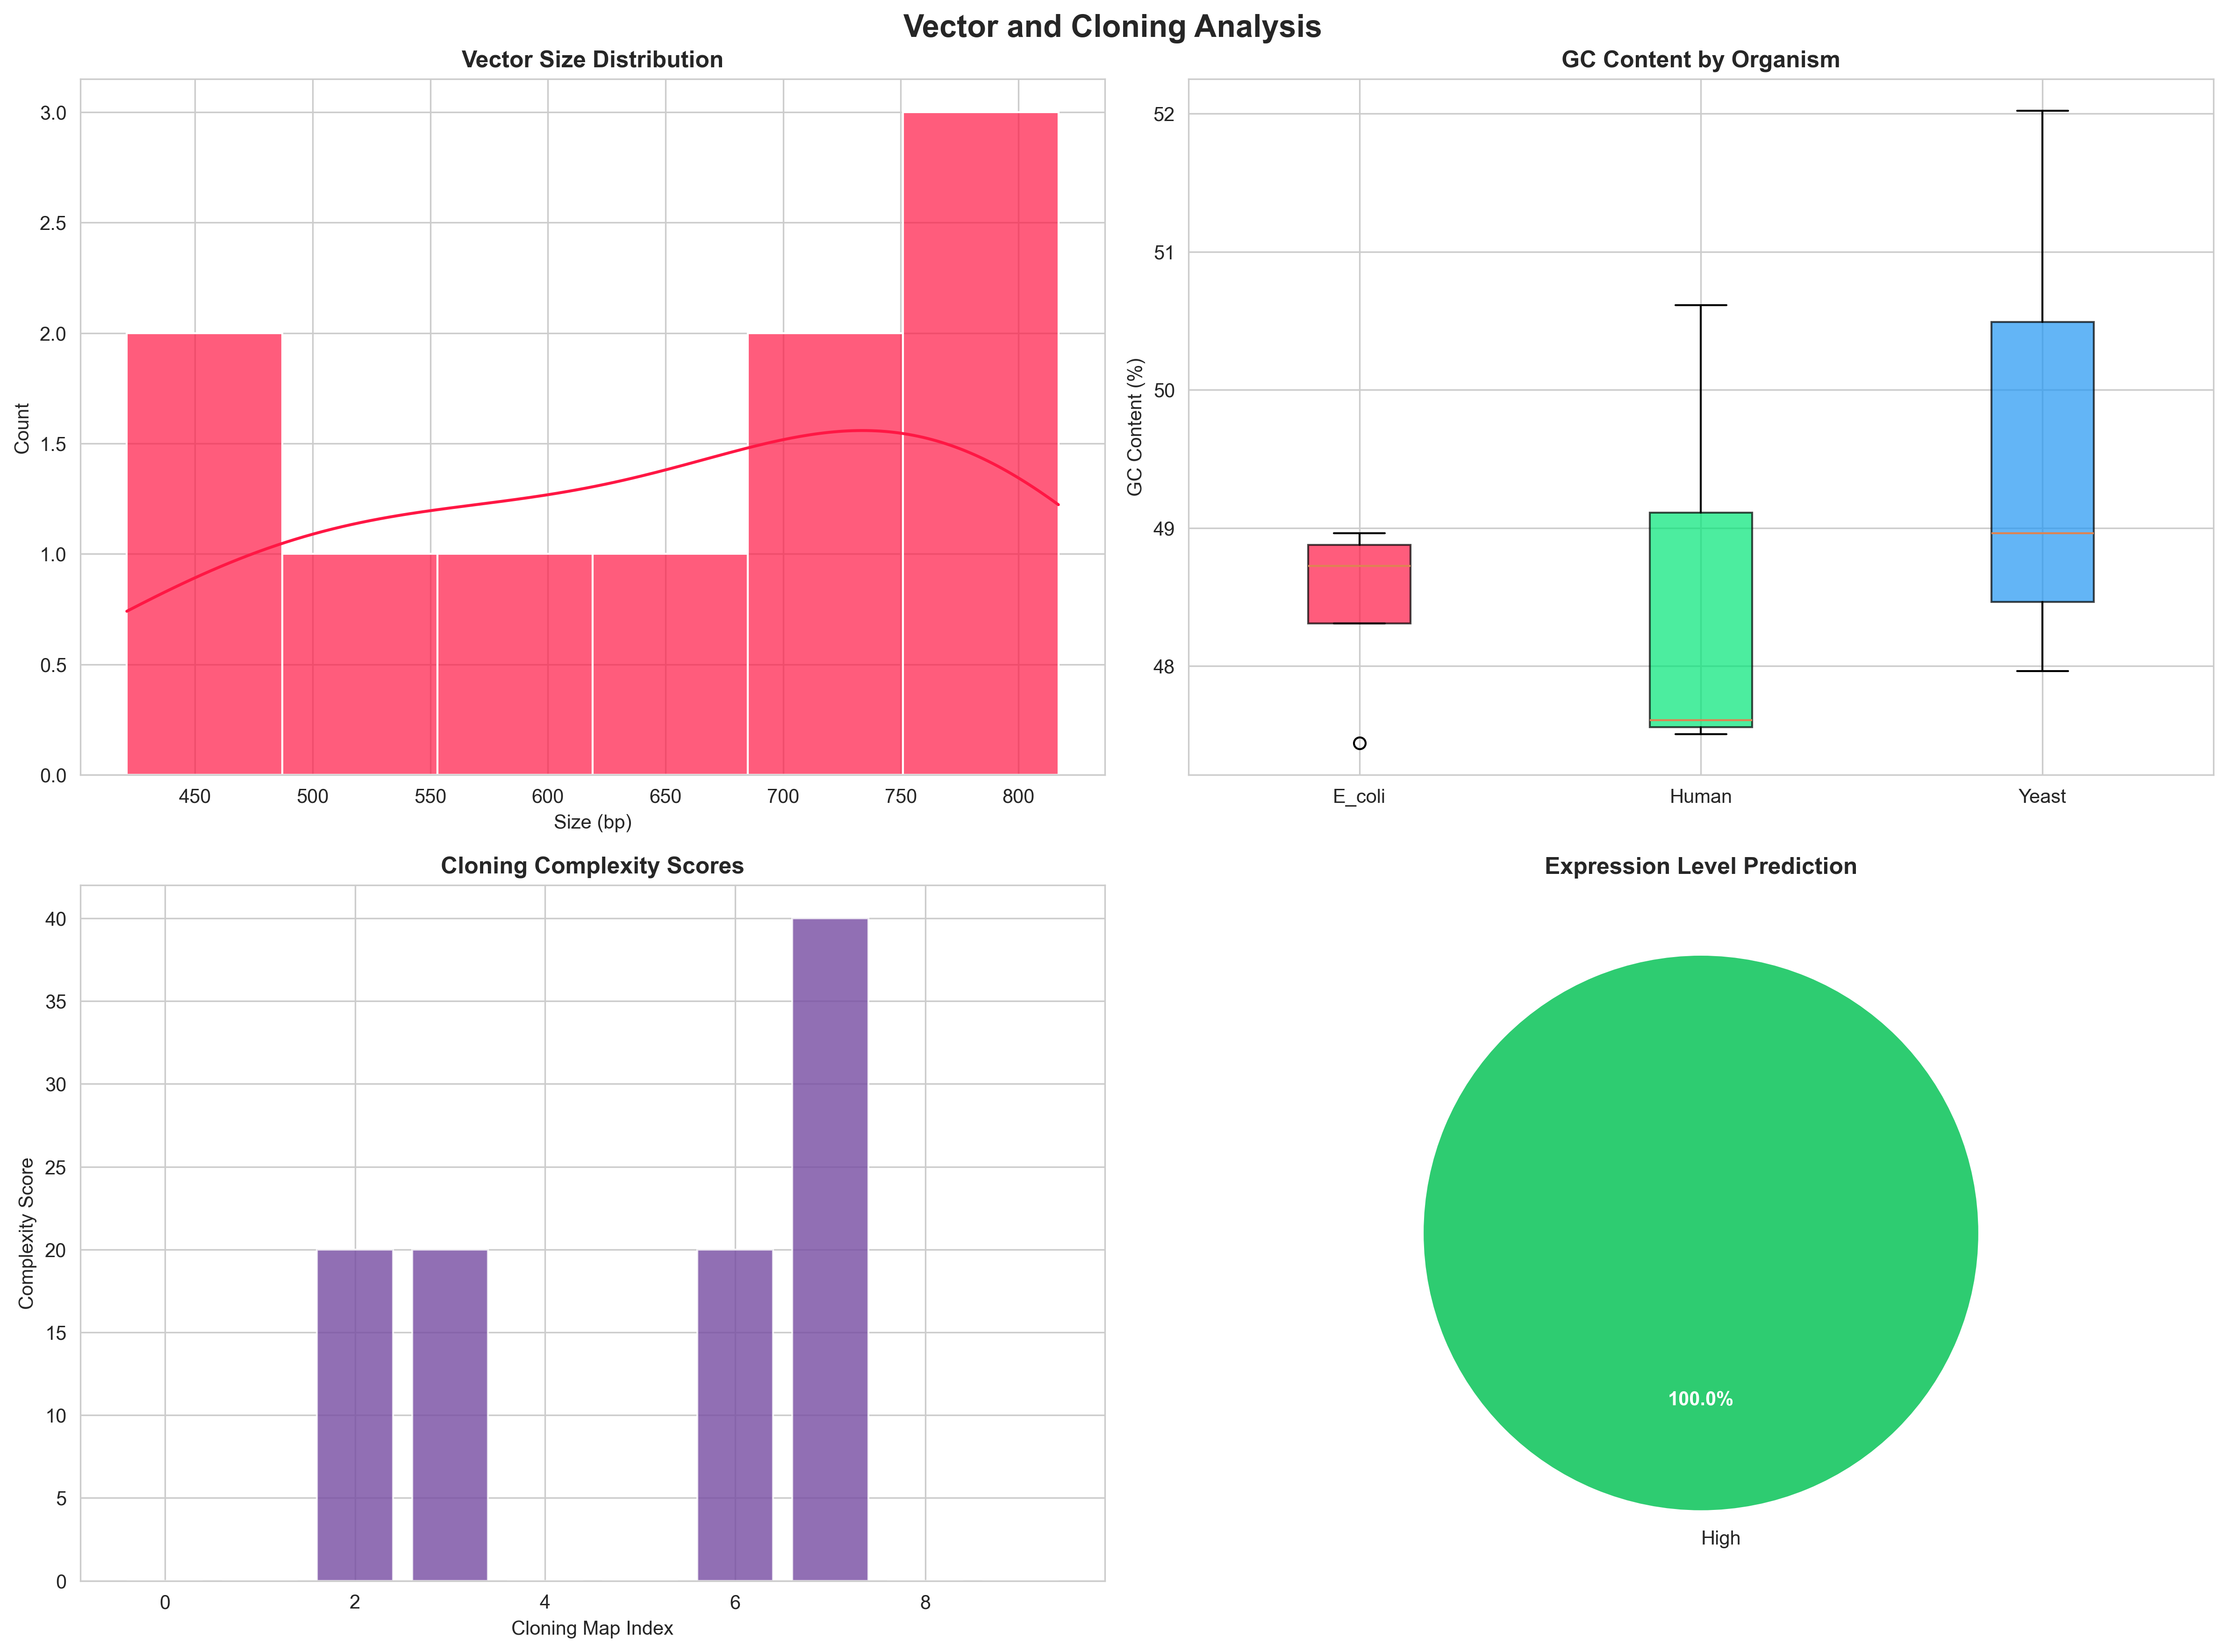 Vector and Cloning Analysis
Vector Size Distribution
3.0
2.5
2.0
1.5
1.0
0.5
0.0
Count
450 500 550 600 650 700 750 800
Size (bp)
GC Content by Organism
52
51
50
49
48
GC Content (%)
E_coli Human Yeast
Cloning Complexity Scores
40
35
30
25
20
15
10
5
0
Complexity Score
0 2 4 6 8
Cloning Map Index
Expression Level Prediction
100.0%
High